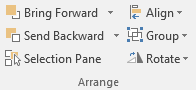 Bring Forward Align
Send Backward Group
Selection Pane Rotate
Arrange